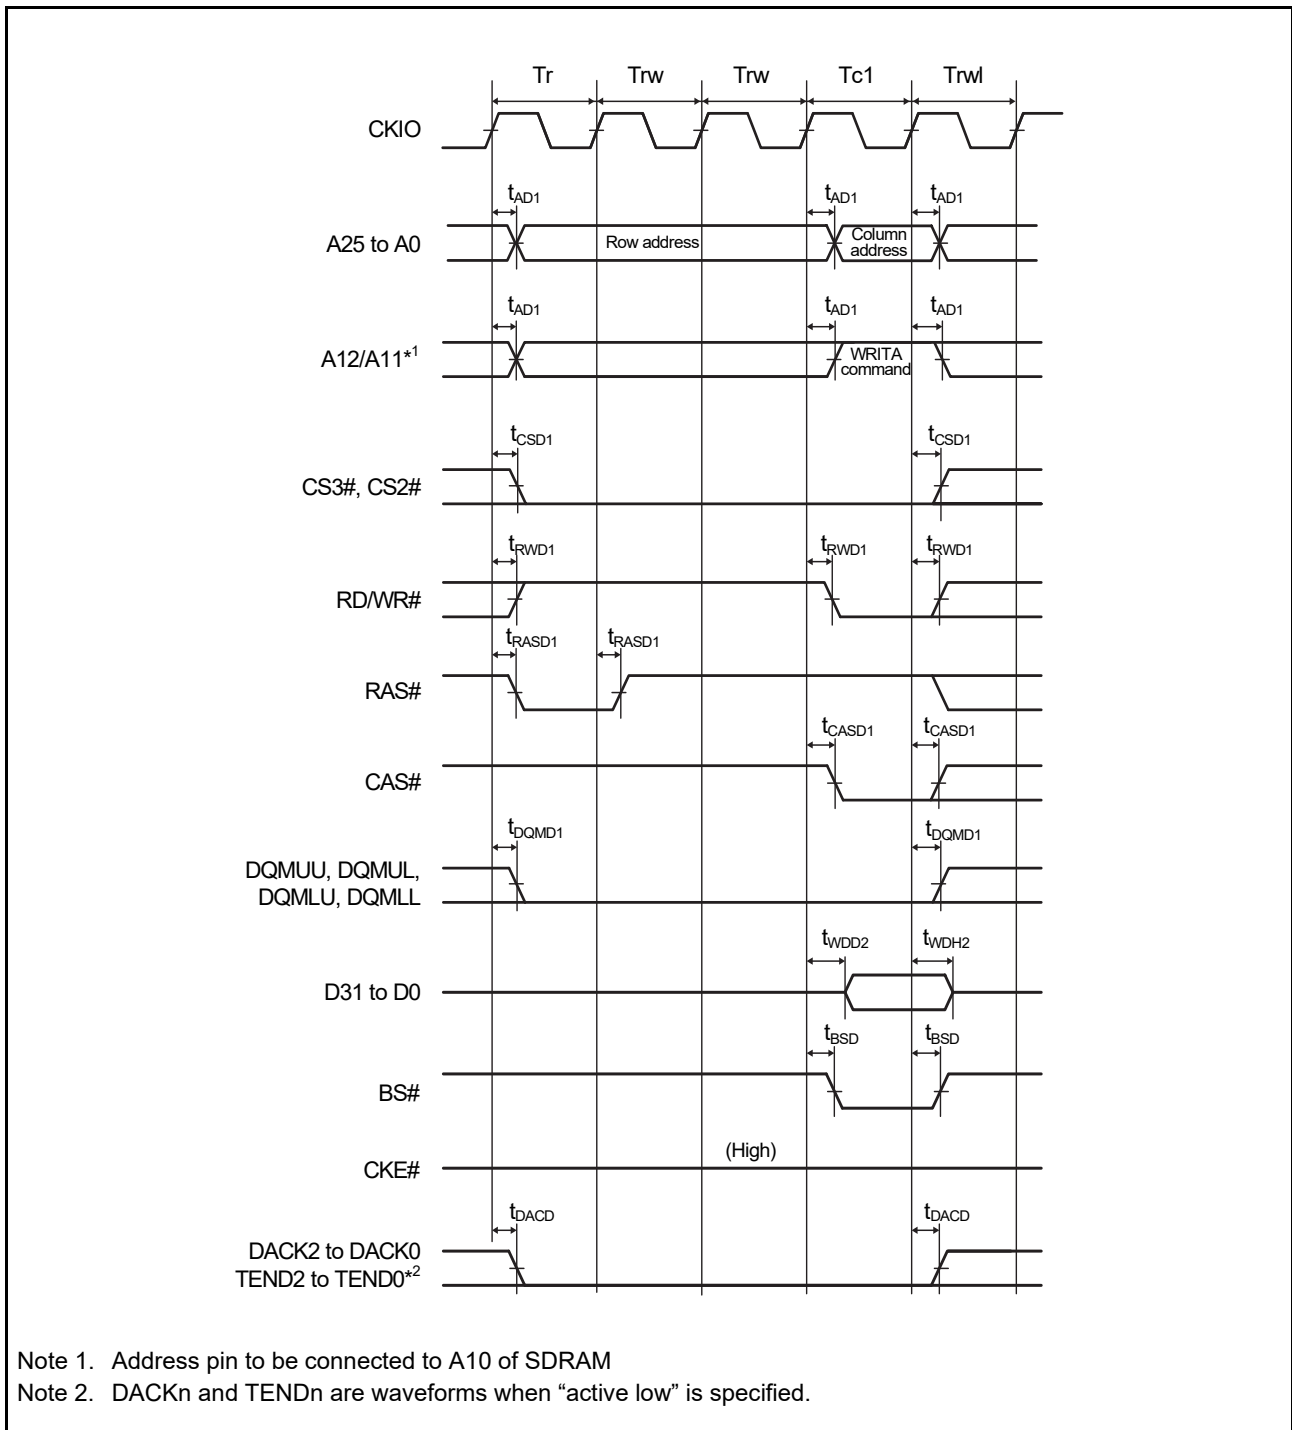 Tr Trw Trw Tc1 Trwl
CKIO
tAD1 tAD1 tAD1
A25 to A0 Row address Column
address
tAD1 tAD1 tAD1
A12/A11*1 WRITA
command
tCSD1 tCSD1
CS3#, CS2#
tRWD1 tRWD1 tRWD1
RD/WR#
tRASD1 tRASD1
RAS#
tCASD1 tCASD1
CAS#
tDQMD1 tDQMD1
DQMUU, DQMUL,
DQMLU, DQMLL
tWDD2 tWDH2
D31 to D0
tBSD tBSD
BS#
(High)
CKE#
tDACD tDACD
DACK2 to DACK0
TEND2 to TEND0*2
Note 1. Address pin to be connected to A10 of SDRAM
Note 2. DACKn and TENDn are waveforms when “active low” is specified.